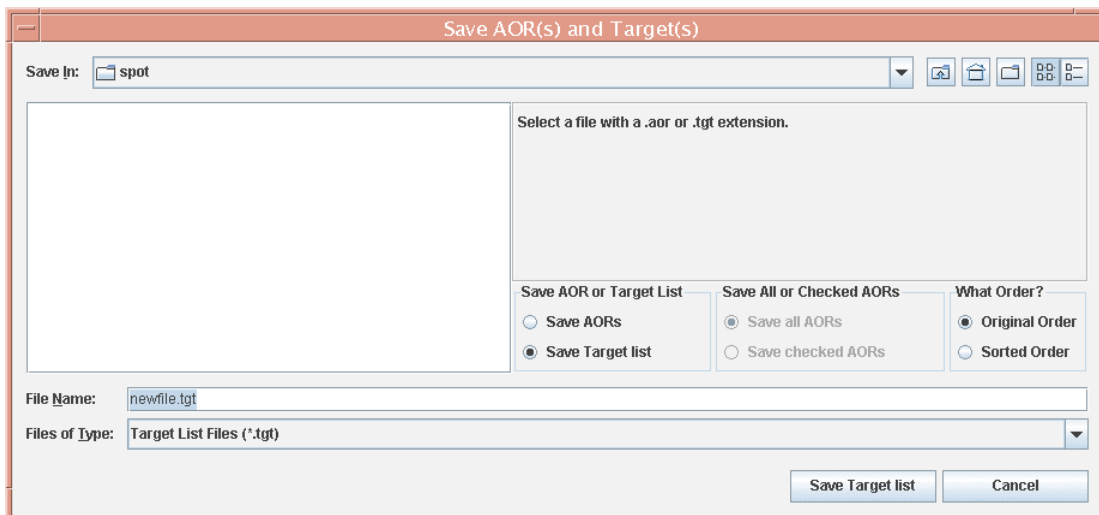 Save AOR(s) and Target(s)
Save In: spot
Select a file with a .aor or .tgt extension.
Save AOR or Target List
Save AORs
Save Target list
Save All or Checked AORs
Save all AORs
Save checked AORs
What Order?
Original Order
Sorted Order
File Name: newfile.tgt
Files of Type: Target List Files (*.tgt)
Save Target list Cancel